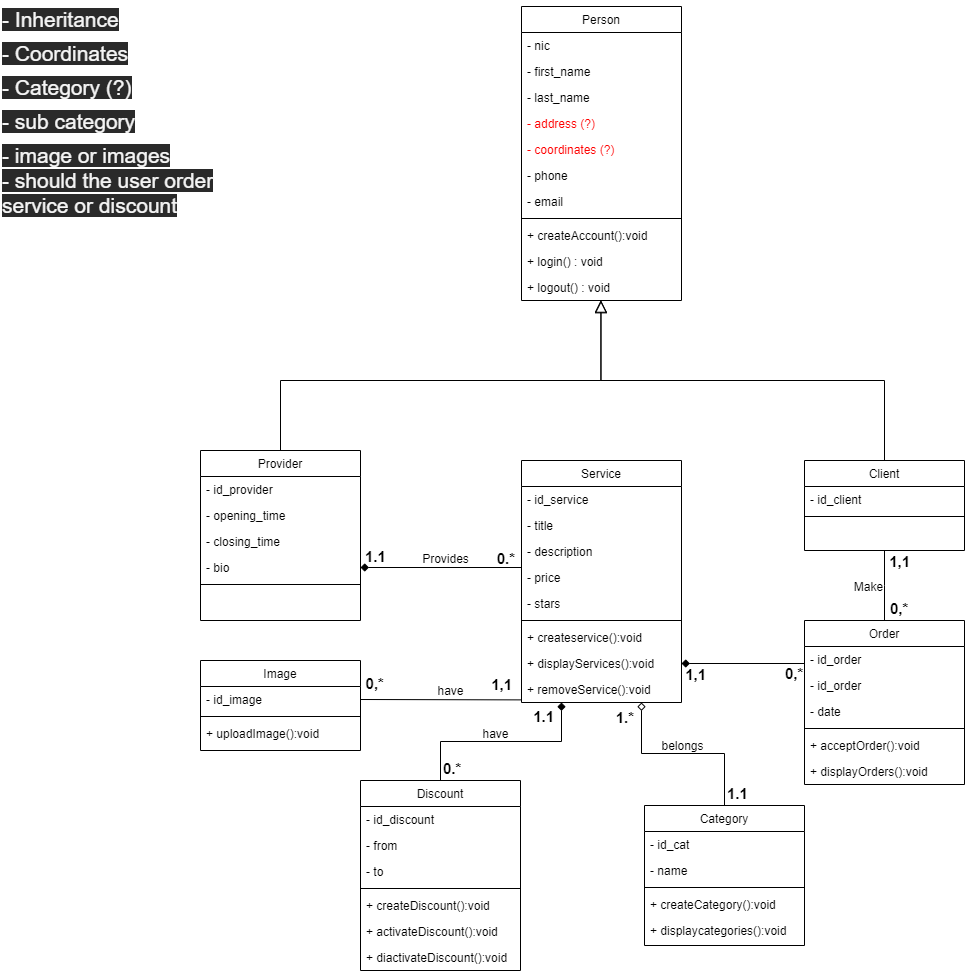 - Inheritance
- Coordinates
- Category (?)
- sub category
- image or images
- should the user order
service or discount
Person
- nic
- first_name
- last_name
- address (?)
- coordinates (?)
- phone
- email
+ createAccount():void
+ login() : void
+ logout() : void
Provider
- id_provider
- opening_time
- closing_time
- bio
1.1
Provides
0.*
Service
- id_service
- title
- description
- price
- stars
+ createservice():void
+ displayServices():void
+ removeService():void
Client
- id_client
1,1
Make
0,*
Order
- id_order
- id_order
- date
+ acceptOrder():void
+ displayOrders():void
1,1
0,*
Image
- id_image
+ uploadImage():void
0,*
have
1,1
1.1
have
0.*
1.*
belongs
1.1
Discount
- id_discount
- from
- to
+ createDiscount():void
+ activateDiscount():void
+ diactivateDiscount():void
Category
- id_cat
- name
+ createCategory():void
+ displaycategories():void